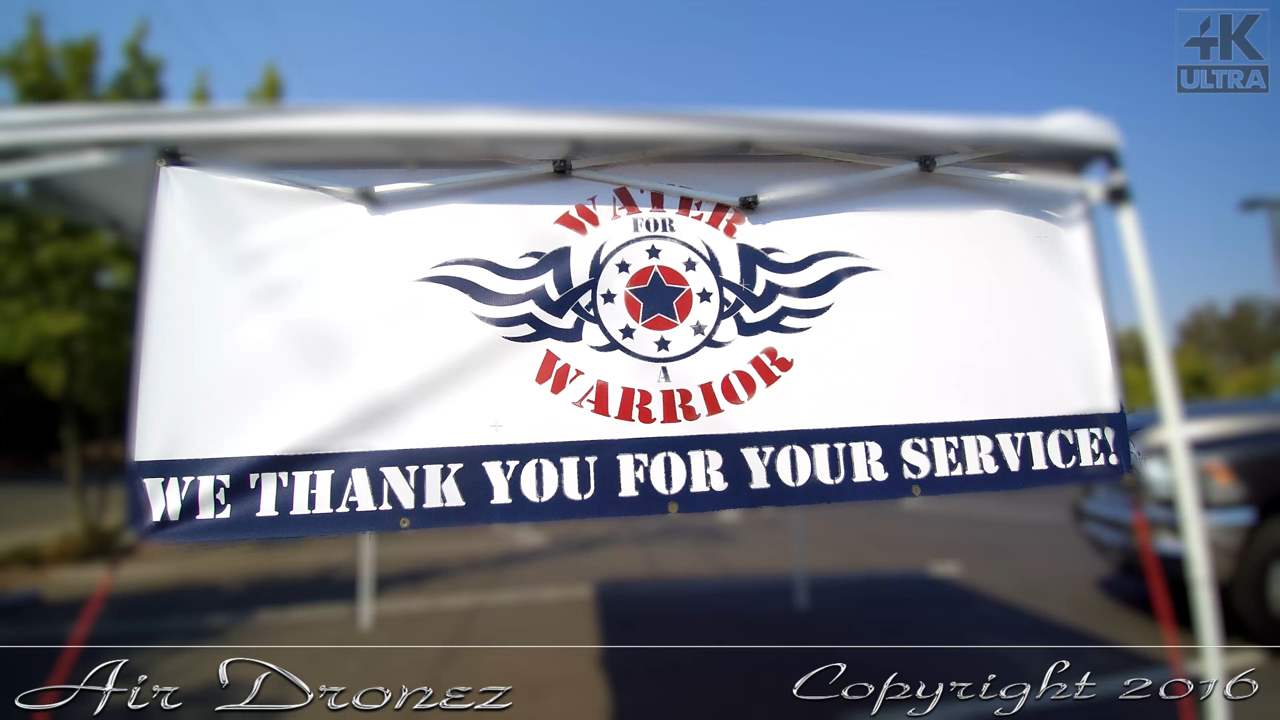 4K
ULTRA
WATER
FOR
A
WARRIOR
WE THANK YOU FOR YOUR SERVICE!
Air Dronez
Copyright 2016